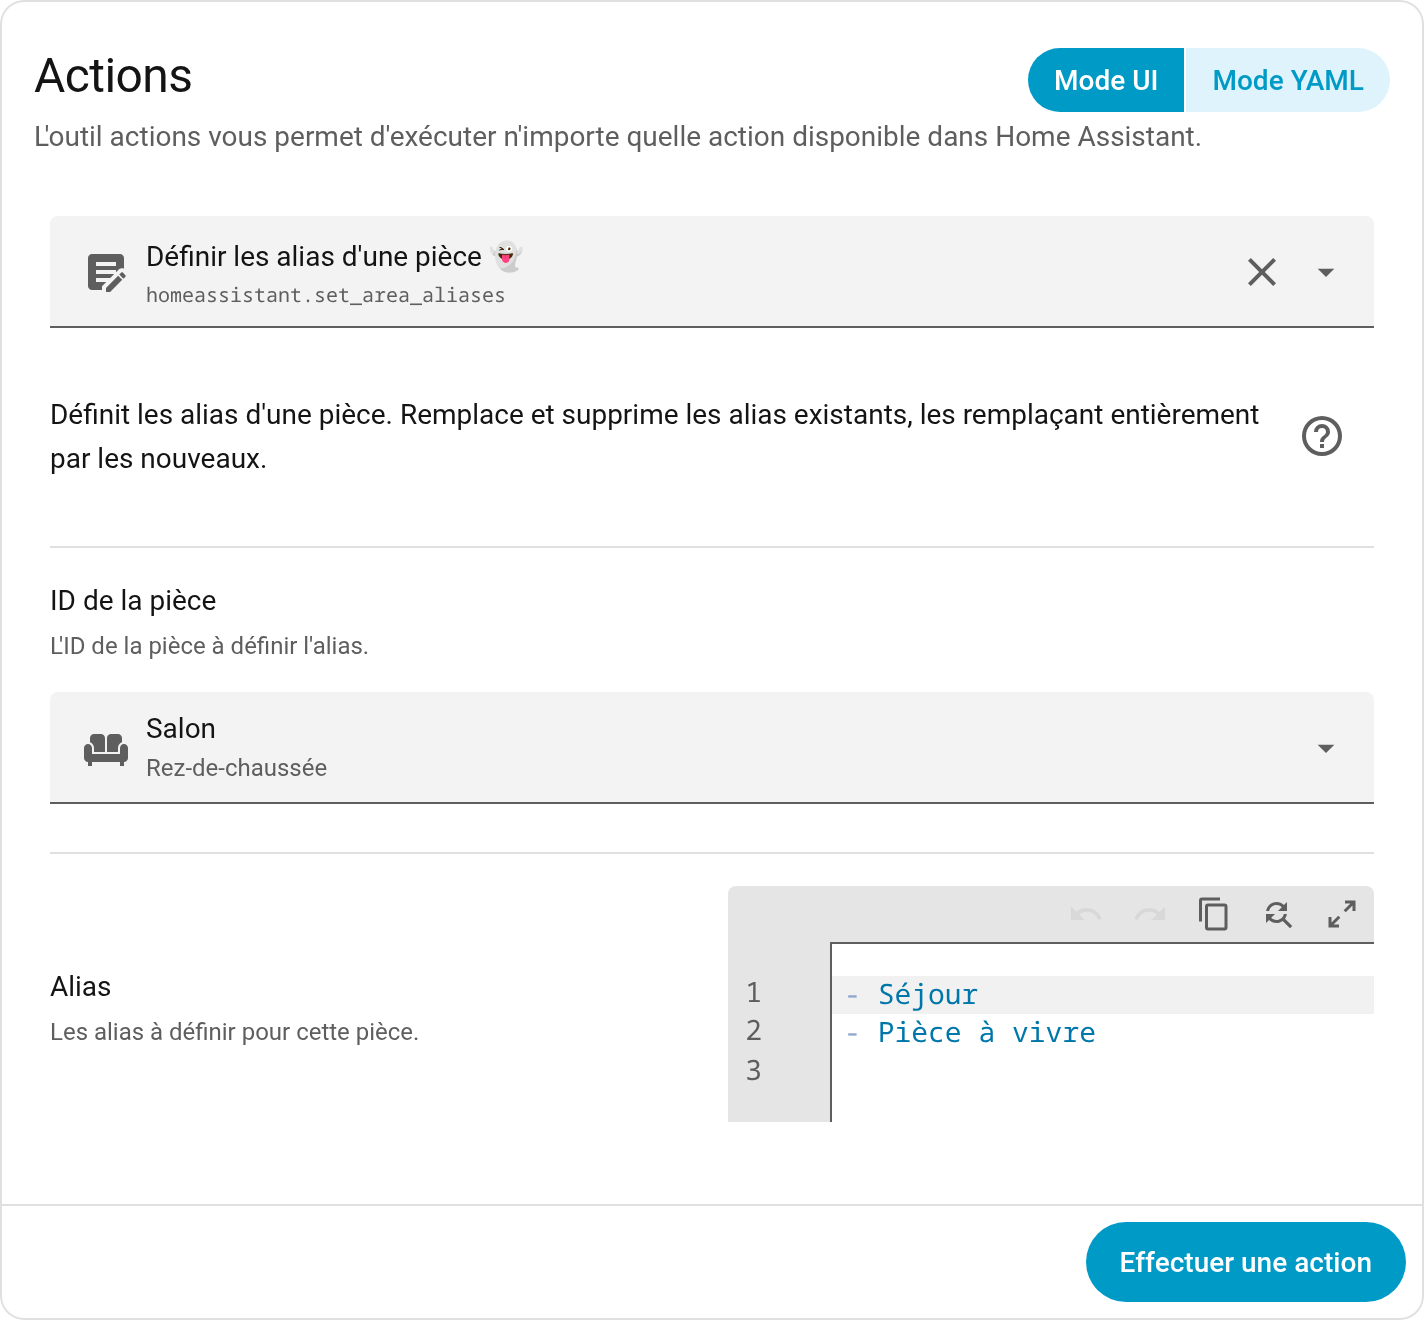 Actions
Mode UI
Mode YAML
L'outil actions vous permet d'exécuter n'importe quelle action disponible dans Home Assistant.
Définir les alias d'une pièce 👻
homeassistant.set_area_aliases
Définit les alias d'une pièce. Remplace et supprime les alias existants, les remplaçant entièrement
par les nouveaux.
ID de la pièce
L'ID de la pièce à définir l'alias.
Salon
Rez-de-chaussée
Alias
Les alias à définir pour cette pièce.
1 - Séjour
2 - Pièce à vivre
3
Effectuer une action